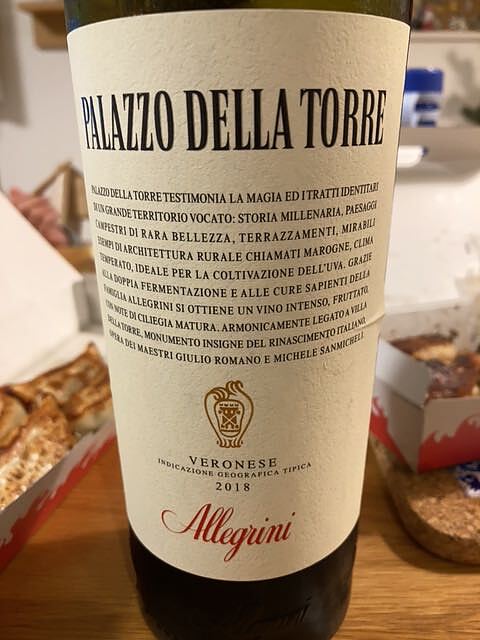 PALAZZO DELLA TORRE
PALAZZO DELLA TORRE TESTIMONIA LA MAGIA ED I TRATTI IDENTITARI
DI UN GRANDE TERRITORIO VOCATO: STORIA MILLENARIA, PAESAGGI
CAMPESTRI DI RARA BELLEZZA, TERRAZZAMENTI, MIRABILI
ESEMPI DI ARCHITETTURA RURALE CHIAMATI MAROGNE, CLIMA
TEMPERATO, IDEALE PER LA COLTIVAZIONE DELL'UVA. GRAZIE
ALLA DOPPIA FERMENTAZIONE E ALLE CURE SAPIENTI DELLA
FAMIGLIA ALLEGRINI SI OTTIENE UN VINO INTENSO, FRUTTATO,
CON NOTE DI CILIEGIA MATURA. ARMONICAMENTE LEGATO A VILLA
DELLA TORRE, MONUMENTO INSIGNE DEL RINASCIMENTO ITALIANO,
OPERA DEI MAESTRI GIULIO ROMANO E MICHELE SANMICHELI.
VERONESE
INDICAZIONE GEOGRAFICA TIPICA
2018
Allegrini